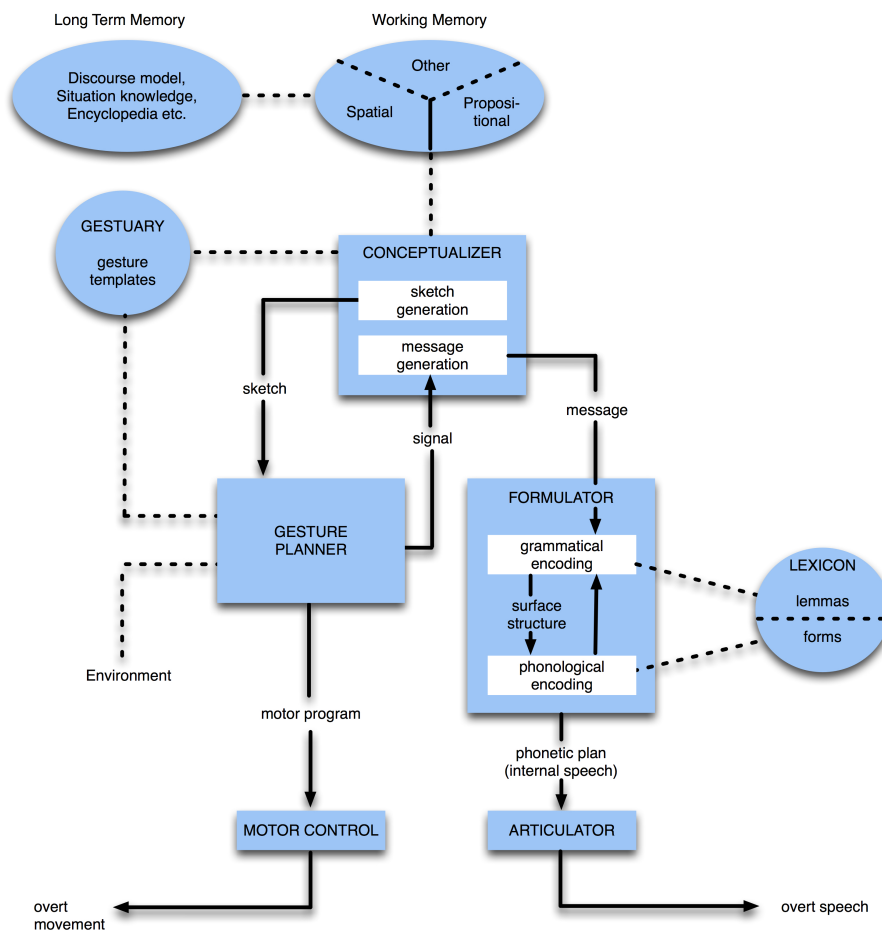 Long Term Memory
Working Memory
Discourse model,
Situation knowledge,
Encyclopedia etc.
Other
Spatial
Proposi-
tional
GESTUARY
gesture
templates
CONCEPTUALIZER
sketch
generation
message
generation
sketch
signal
message
GESTURE
PLANNER
FORMULATOR
grammatical
encoding
surface
structure
phonological
encoding
LEXICON
lemmas
forms
Environment
motor program
phonetic plan
(internal speech)
MOTOR CONTROL
ARTICULATOR
overt
movement
overt speech